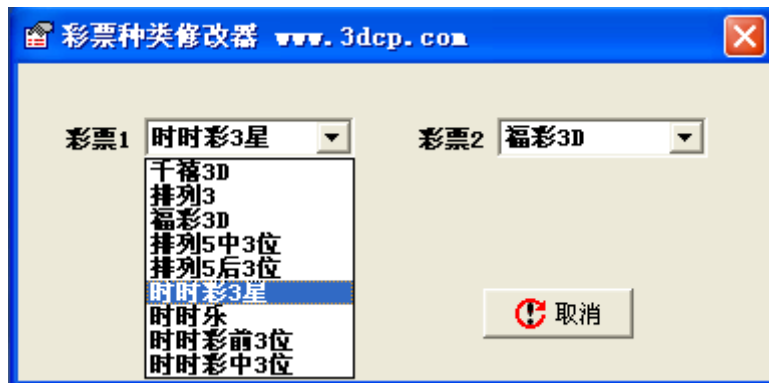 彩票种类修改器 www.3dcp.com
彩票1 时时彩3星 彩票2 福彩3D
千禧3D
排列3
福彩3D
排列5中3位
排列5后3位
时时彩3星
时时乐
时时彩前3位
时时彩中3位
取消